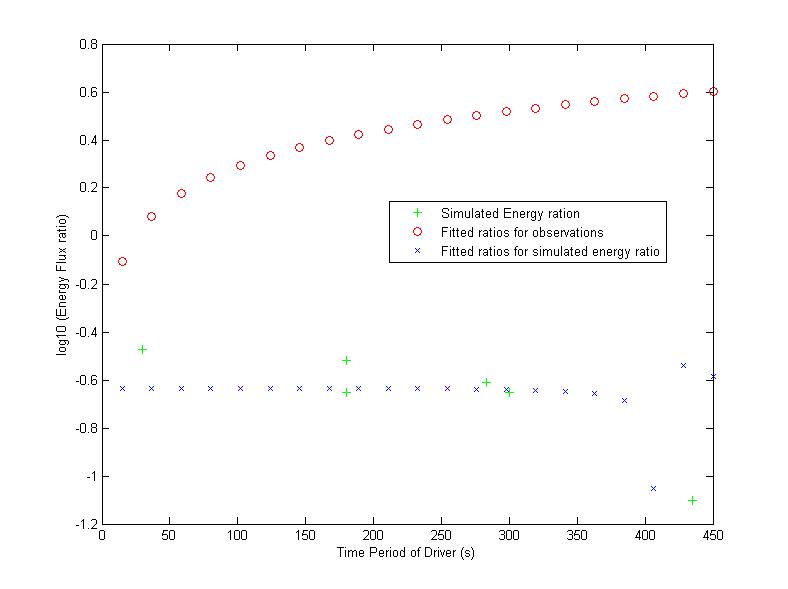 0.8
0.6
0.4
0.2
0
-0.2
-0.4
-0.6
-0.8
-1
-1.2
log10 (Energy Flux ratio)
Simulated Energy ration
Fitted ratios for observations
Fitted ratios for simulated energy ratio
0 50 100 150 200 250 300 350 400 450
Time Period of Driver (s)